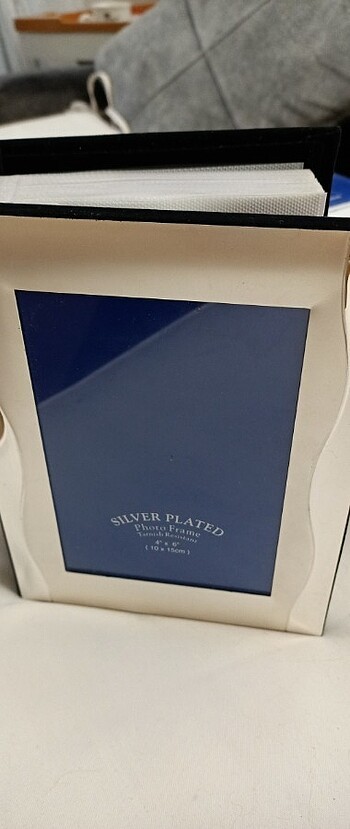 SILVER PLATED
Photo Frame
Tarnish Resistant
4" x 6"
( 10 x 15cm )